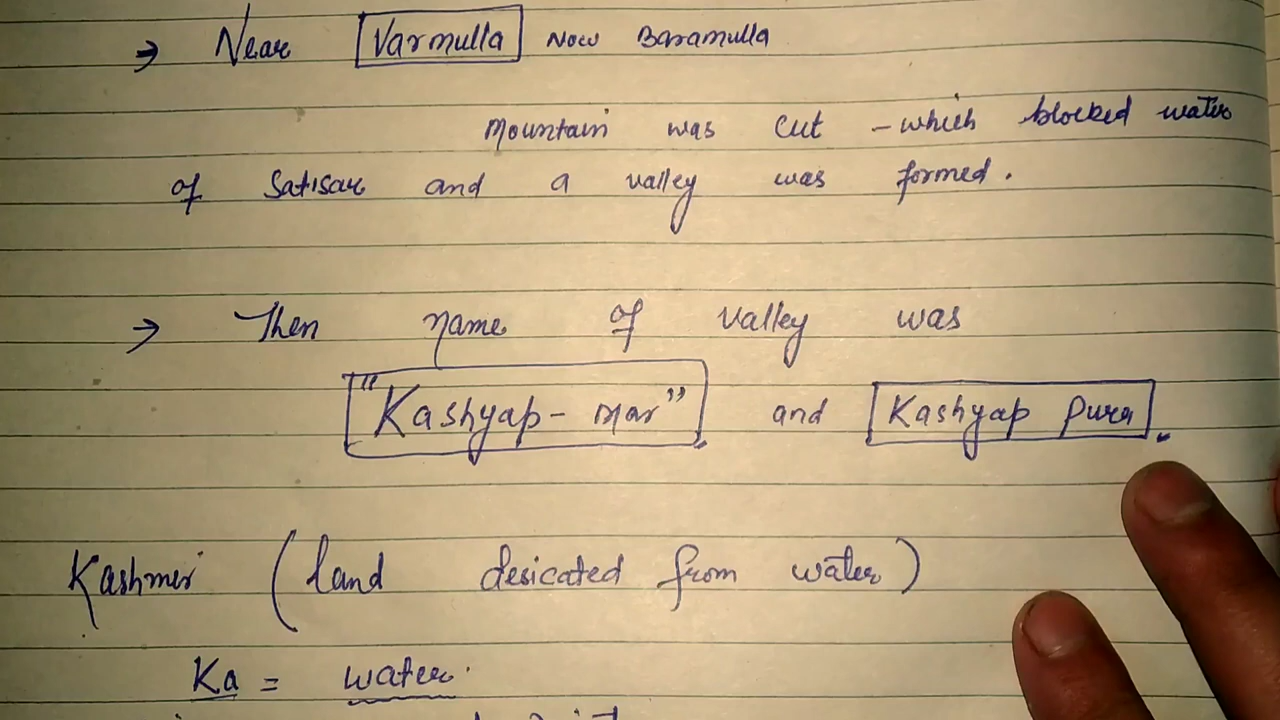 → Near Varmulla Now Baramulla
Mountain was cut - which blocked water
of Satisar and a valley was formed.
→ Then name of valley was
"Kashyap - mar" and Kashyap Pura.
Kashmir (land desicated from water)
Ka = water.